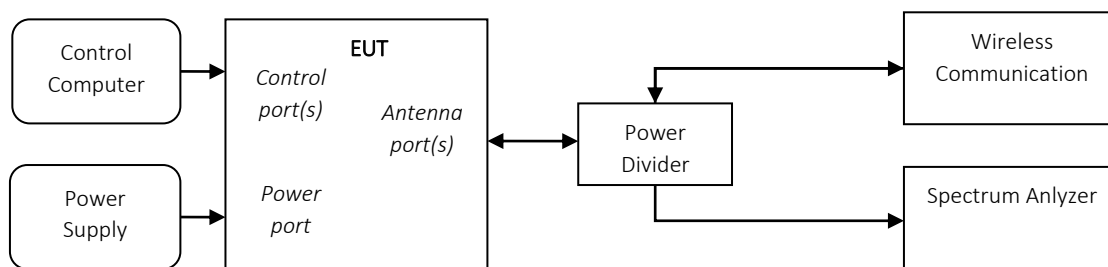 Control
Computer
Power
Supply
EUT
Control
port(s)
Antenna
port(s)
Power
port
Power
Divider
Wireless
Communication
Spectrum Anlyzer